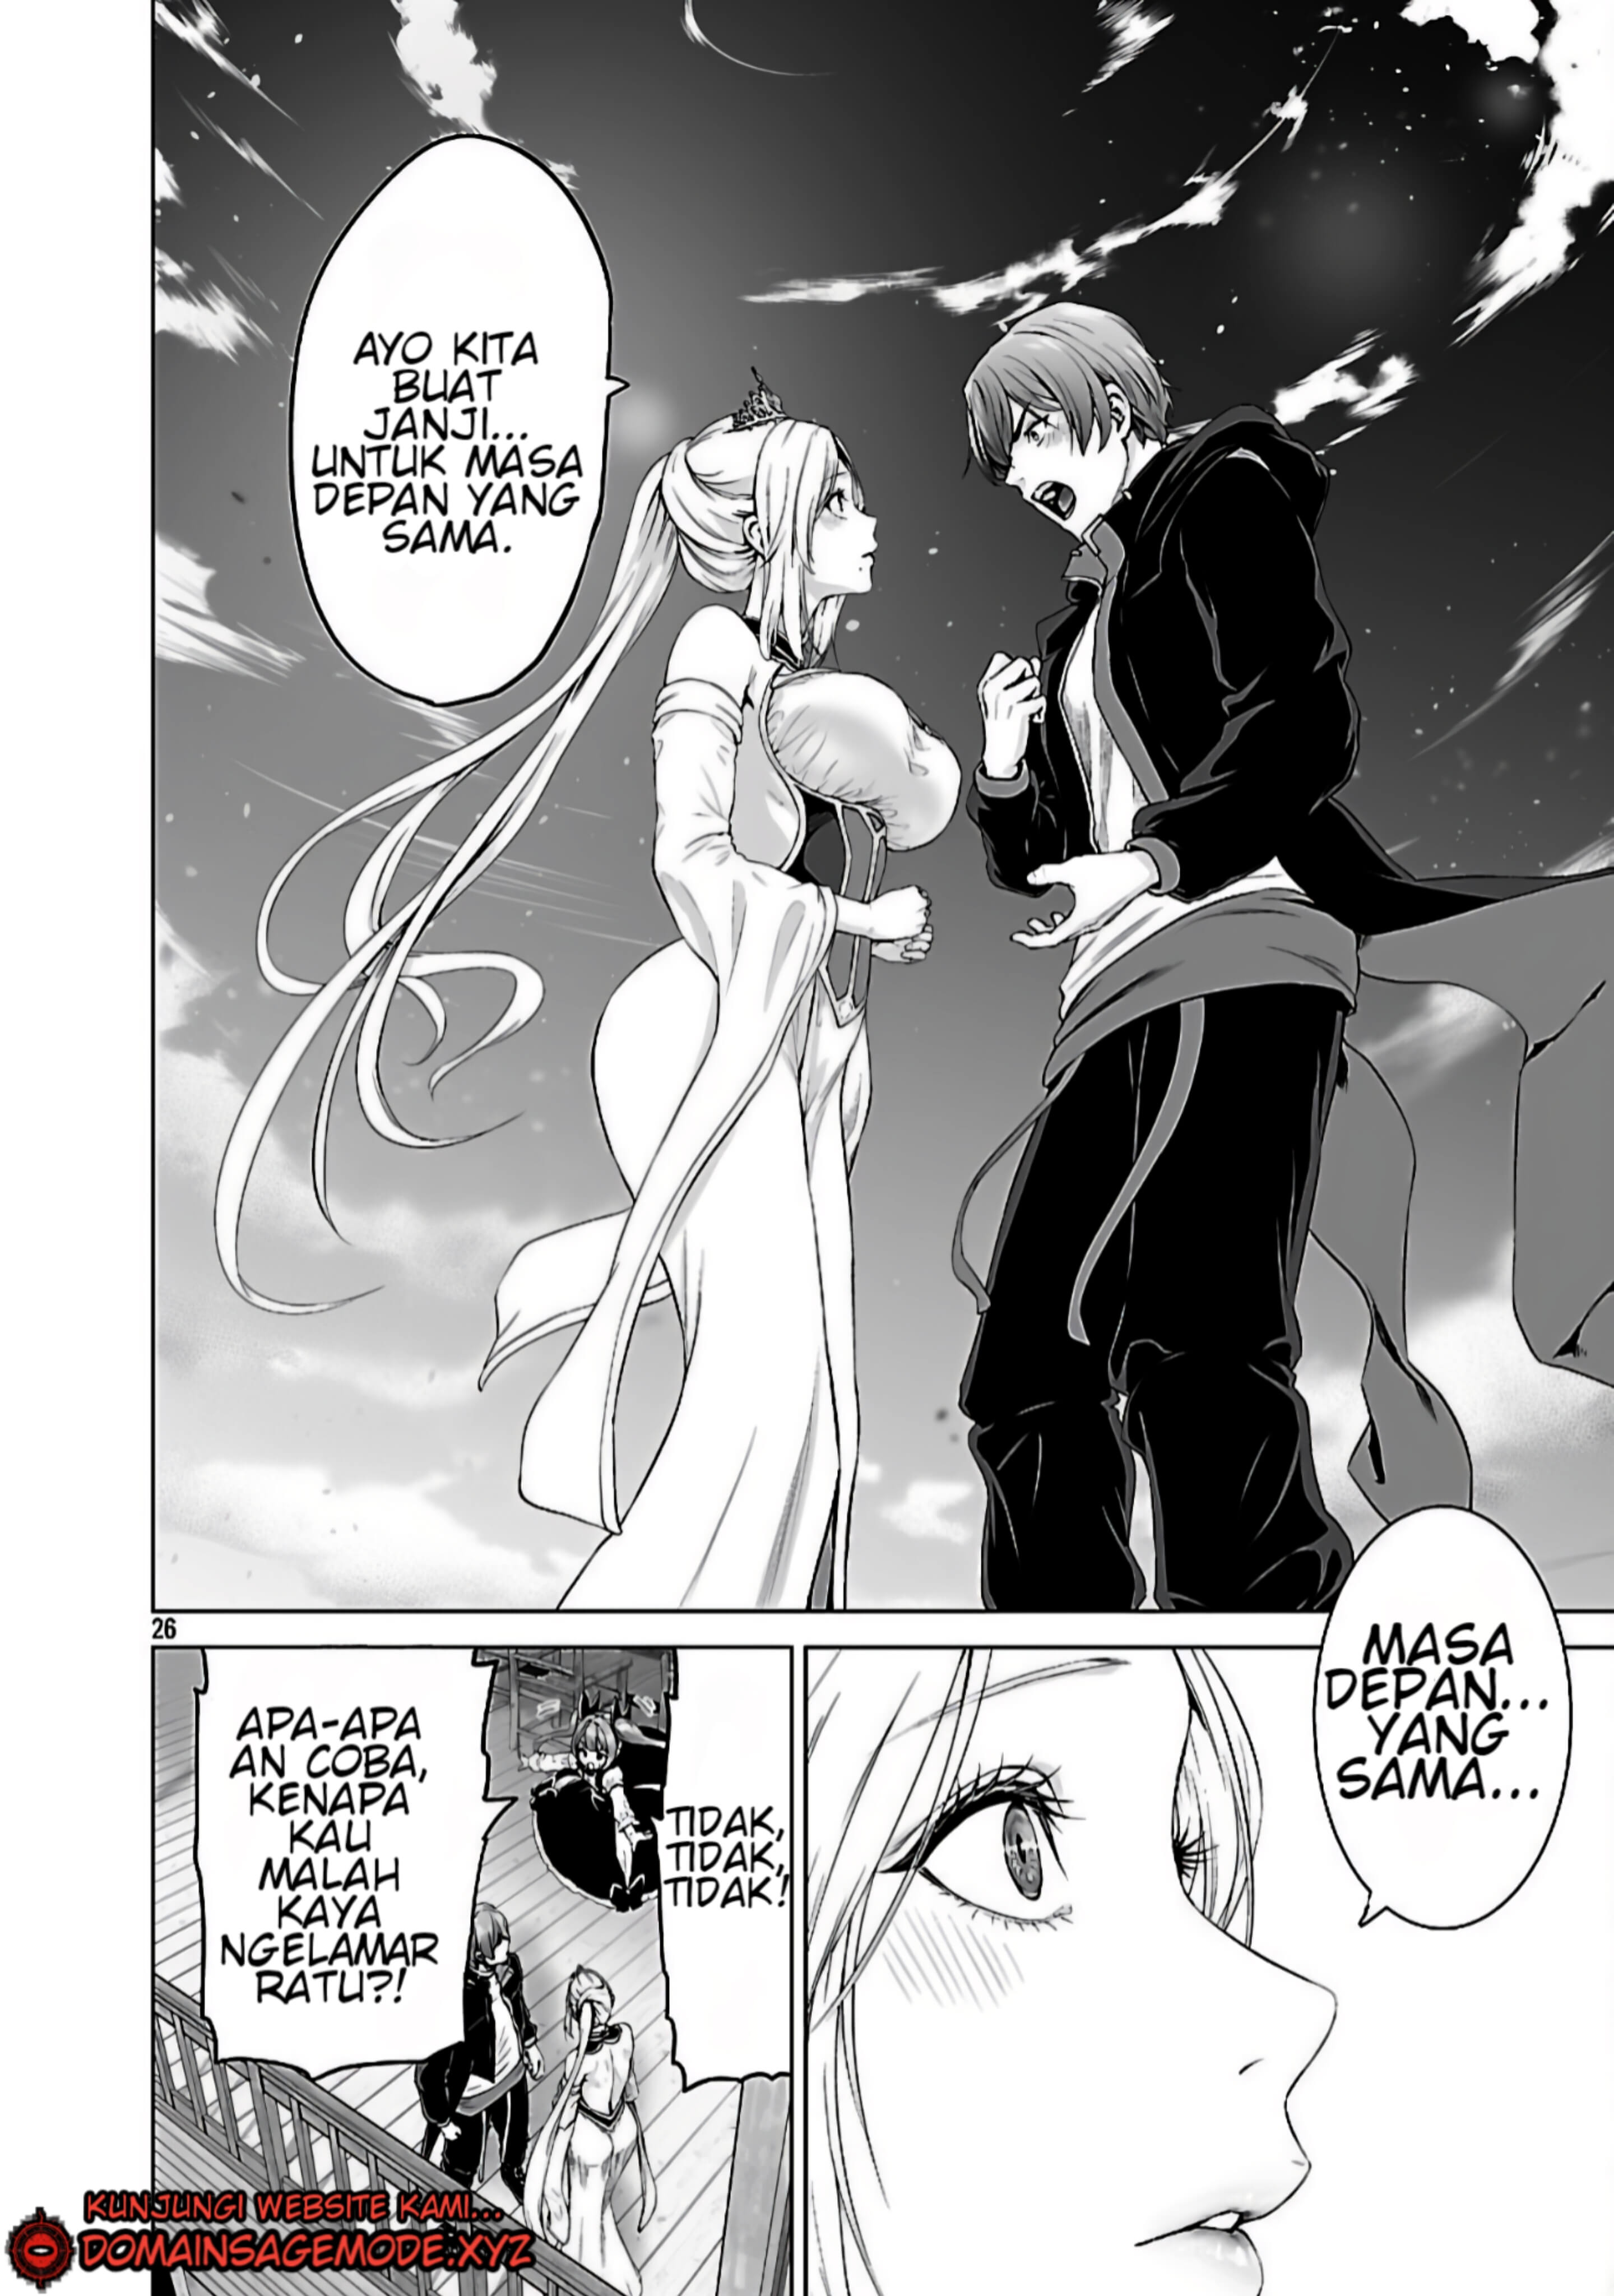 AYO KITA
BUAT
JANJI...
UNTUK MASA
DEPAN YANG
SAMA.
26
MASA
DEPAN...
YANG
SAMA...
TIDAK,
TIDAK,
TIDAK!
APA-APA
AN COBA,
KENAPA
KAU
MALAH
KAYA
NGELAMAR
RATU?!
KUNJUNGI WEBSITE KAMI...
DOMAINSAGEMODE.XYZ